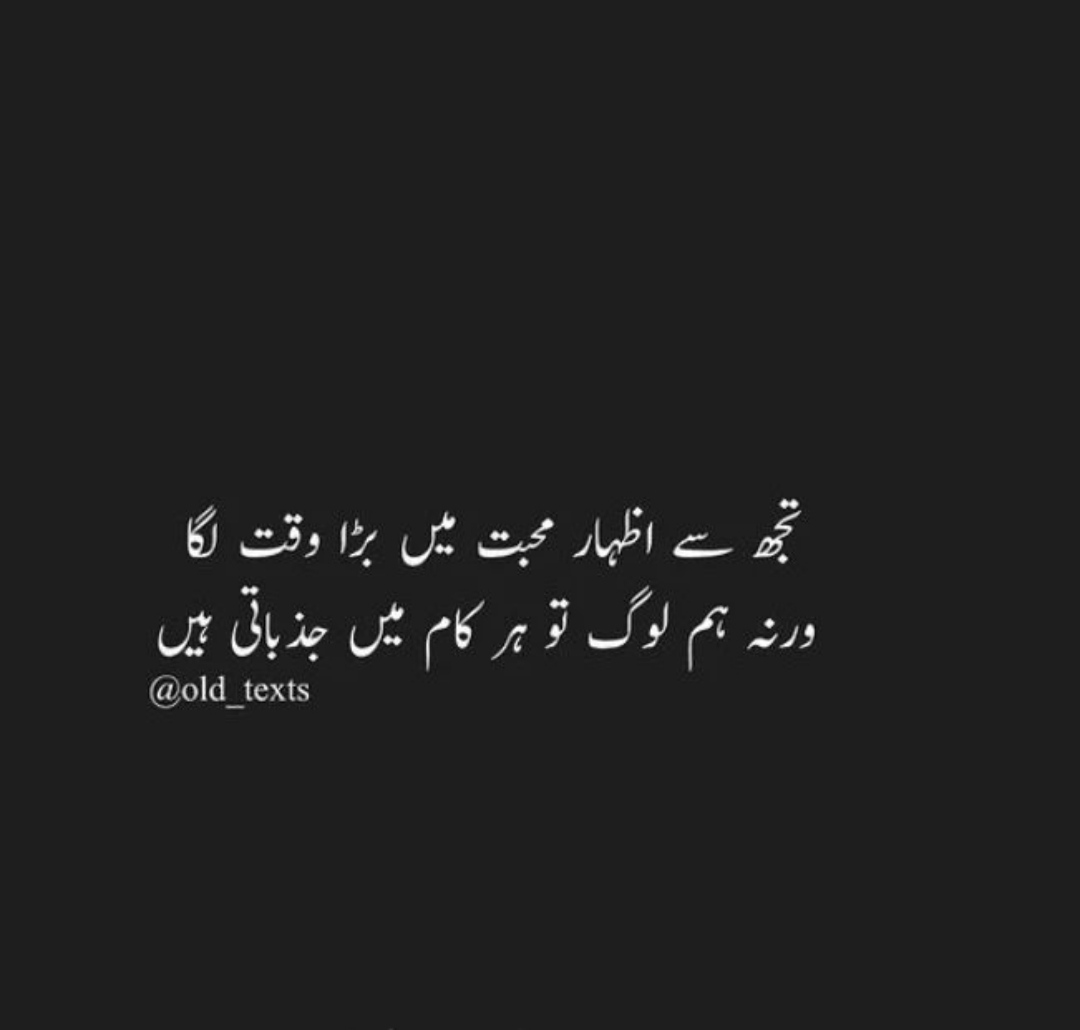 تجھ سے اظہار محبت میں بڑا وقت لگا
ورنہ ہم لوگ تو ہر کام میں جذباتی ہیں
@old_texts